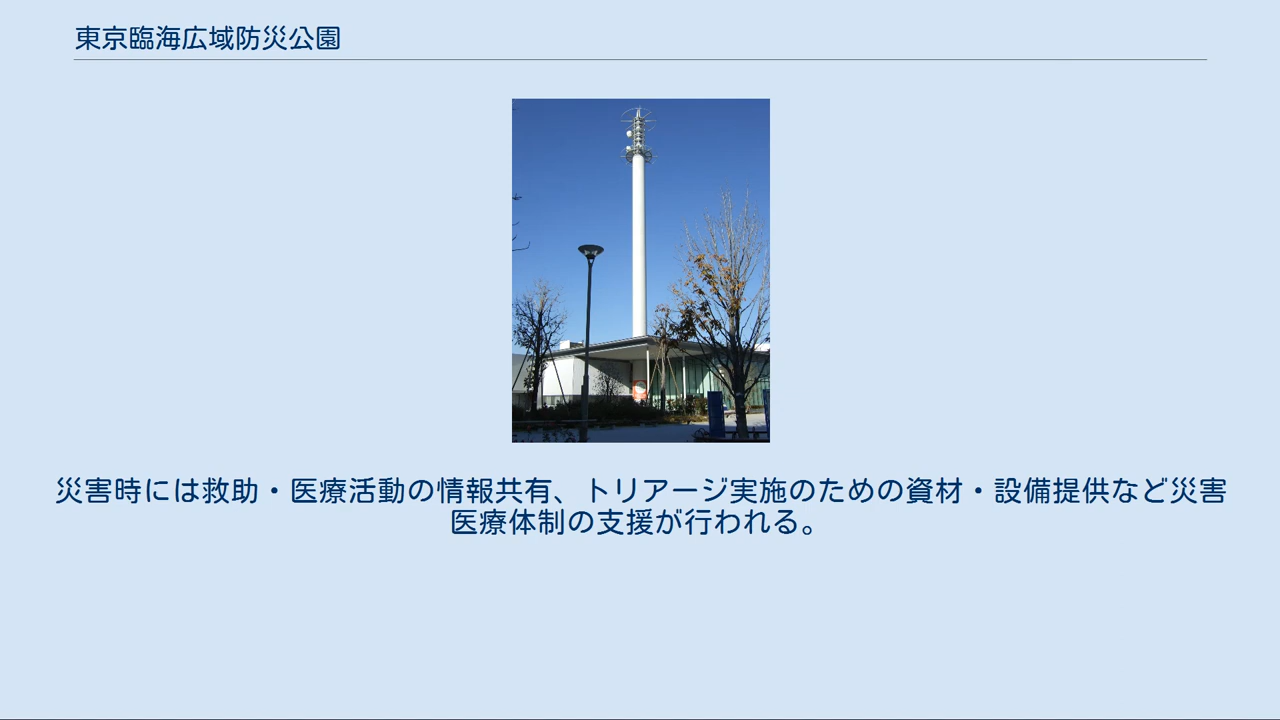 東京臨海広域防災公園
災害時には救助・医療活動の情報共有、トリアージ実施のための資材・設備提供など災害
医療体制の支援が行われる。